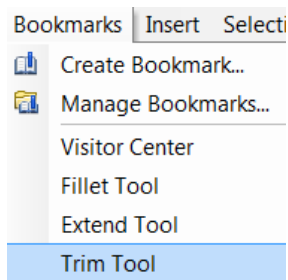 Bookmarks Insert Selecti
Create Bookmark...
Manage Bookmarks...
Visitor Center
Fillet Tool
Extend Tool
Trim Tool